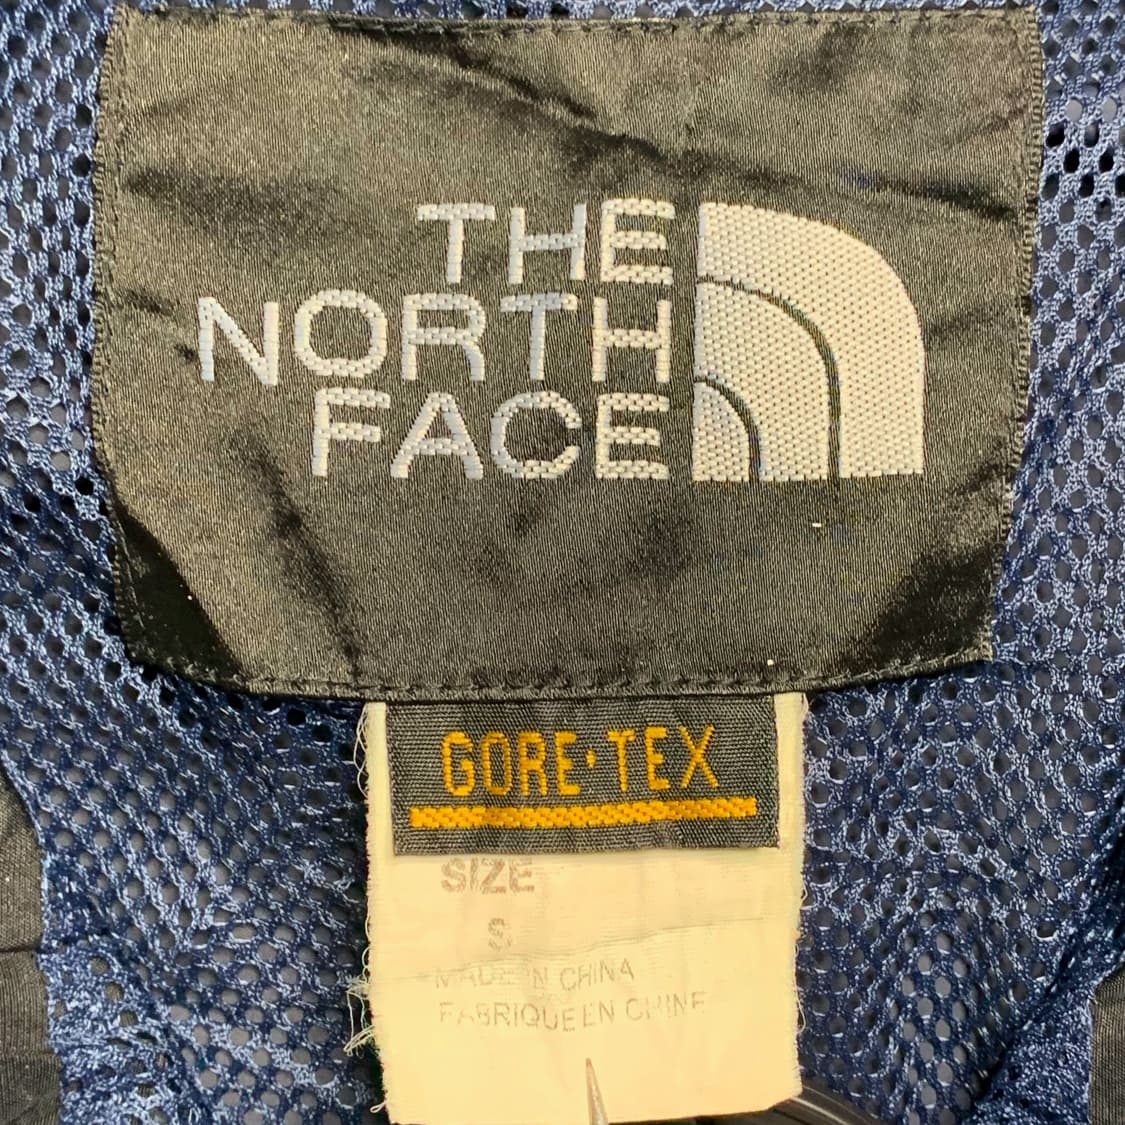 THE
NORTH
FACE
GORE·TEX
SIZE
S
MADE IN CHINA
FABRIQUE EN CHINE